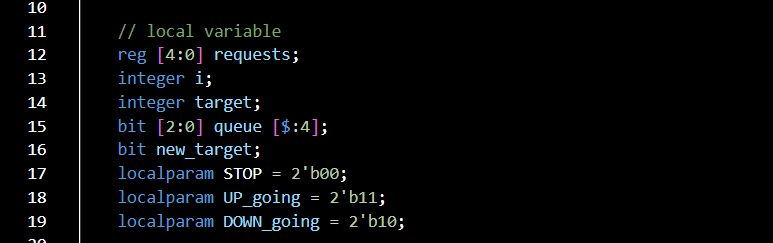 10
11 // local variable
12 reg [4:0] requests;
13 integer i;
14 integer target;
15 bit [2:0] queue [$:4];
16 bit new_target;
17 localparam STOP = 2'b00;
18 localparam UP_going = 2'b11;
19 localparam DOWN_going = 2'b10;
20